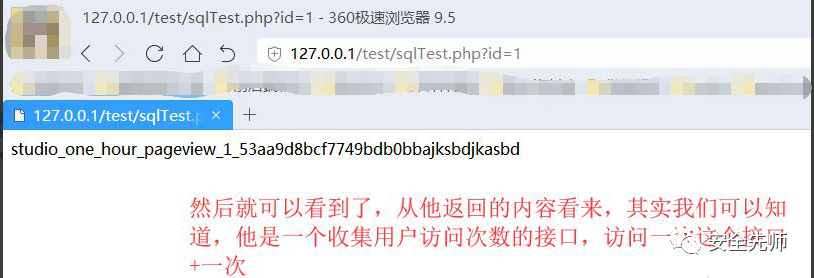 127.0.0.1/test/sqlTest.php?id=1 - 360极速浏览器 9.5
127.0.0.1/test/sqlTest.php?id=1
127.0.0.1/test/sqlTest.p
studio_one_hour_pageview_1_53aa9d8bcf7749bdb0bbajksbdjkasbd
然后就可以看到了，从他返回的内容看来，其实我们可以知
道，他是一个收集用户访问次数的接口，访问一次这个接口
+一次
安全先师